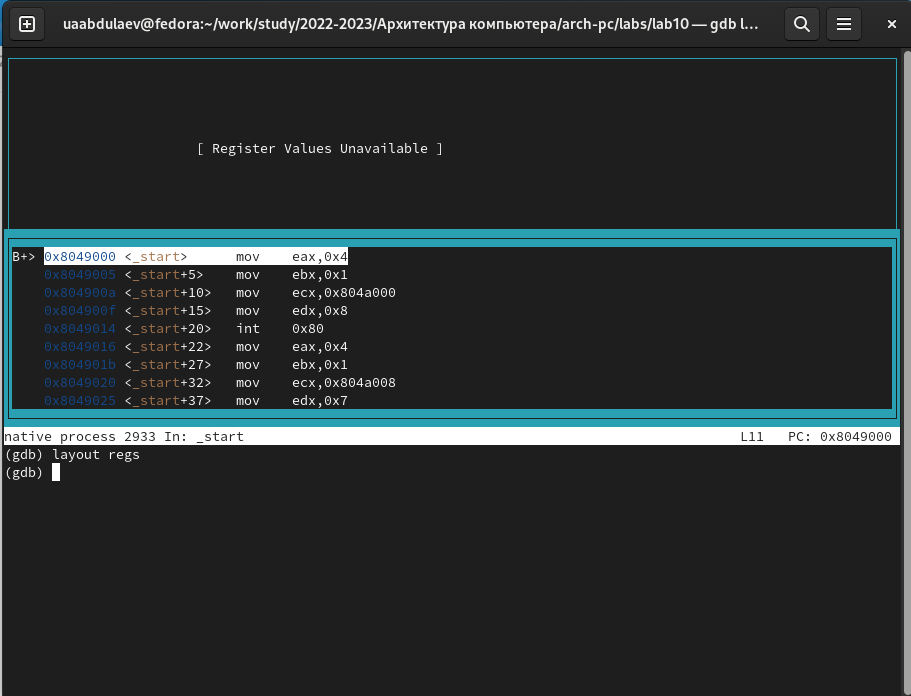 uaabdulaev@fedora:~/work/study/2022-2023/Архитектура компьютера/arch-pc/labs/lab10 — gdb l...
[ Register Values Unavailable ]
B+> 0x8049000 <_start> mov eax,0x4
0x8049005 <_start+5> mov ebx,0x1
0x804900a <_start+10> mov ecx,0x804a000
0x804900f <_start+15> mov edx,0x8
0x8049014 <_start+20> int 0x80
0x8049016 <_start+22> mov eax,0x4
0x804901b <_start+27> mov ebx,0x1
0x8049020 <_start+32> mov ecx,0x804a008
0x8049025 <_start+37> mov edx,0x7
native process 2933 In: _start L11 PC: 0x8049000
(gdb) layout regs
(gdb)